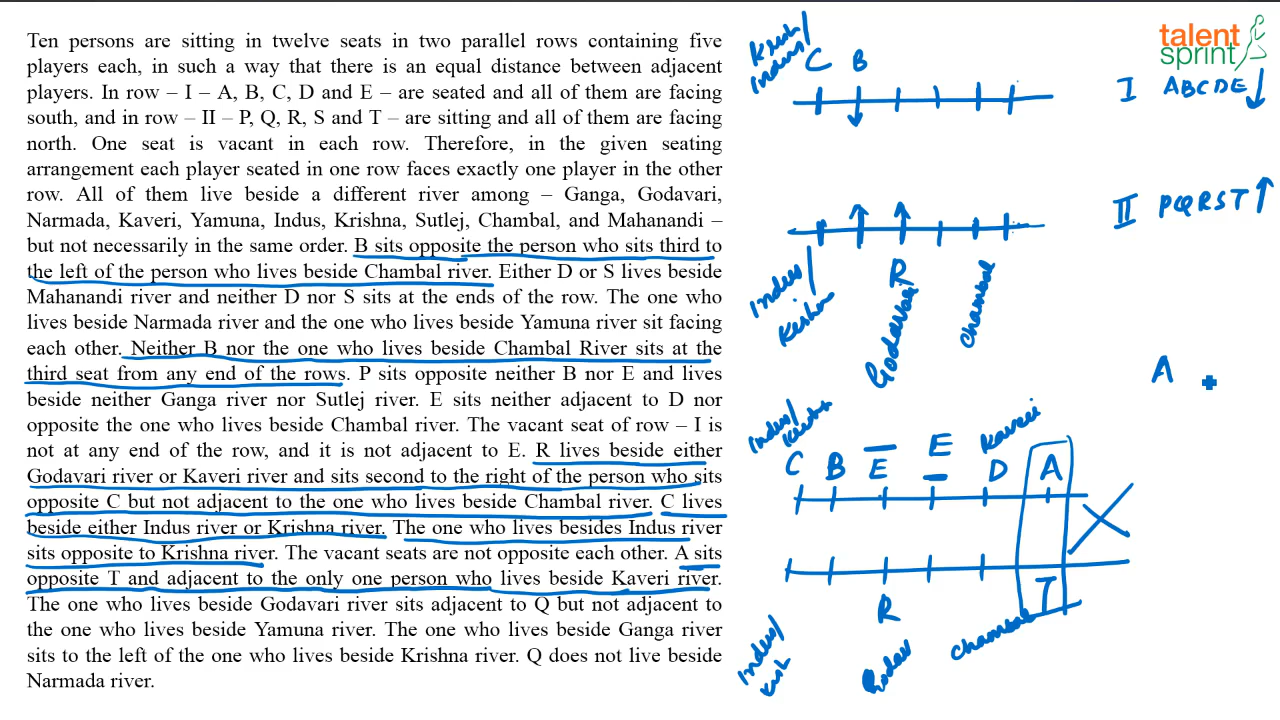 Ten persons are sitting in twelve seats in two parallel rows containing five
players each, in such a way that there is an equal distance between adjacent
players. In row – I – A, B, C, D and E – are seated and all of them are facing
south, and in row – II – P, Q, R, S and T – are sitting and all of them are facing
north. One seat is vacant in each row. Therefore, in the given seating
arrangement each player seated in one row faces exactly one player in the other
row. All of them live beside a different river among – Ganga, Godavari,
Narmada, Kaveri, Yamuna, Indus, Krishna, Sutlej, Chambal, and Mahanandi –
but not necessarily in the same order. B sits opposite the person who sits third to
the left of the person who lives beside Chambal river. Either D or S lives beside
Mahanandi river and neither D nor S sits at the ends of the row. The one who
lives beside Narmada river and the one who lives beside Yamuna river sit facing
each other. Neither B nor the one who lives beside Chambal River sits at the
third seat from any end of the rows. P sits opposite neither B nor E and lives
beside neither Ganga river nor Sutlej river. E sits neither adjacent to D nor
opposite the one who lives beside Chambal river. The vacant seat of row – I is
not at any end of the row, and it is not adjacent to E. R lives beside either
Godavari river or Kaveri river and sits second to the right of the person who sits
opposite C but not adjacent to the one who lives beside Chambal river. C lives
beside either Indus river or Krishna river. The one who lives besides Indus river
sits opposite to Krishna river. The vacant seats are not opposite each other. A sits
opposite T and adjacent to the only one person who lives beside Kaveri river.
The one who lives beside Godavari river sits adjacent to Q but not adjacent to
the one who lives beside Yamuna river. The one who lives beside Ganga river
sits to the left of the one who lives beside Krishna river. Q does not live beside
Narmada river.
talent
sprint
Indus/
C B
I ABCDE
II PQRST
Indus/
R
Chambal
A
Indus/
Kaveri
C B E E D A
R T
Chambal
Indus/